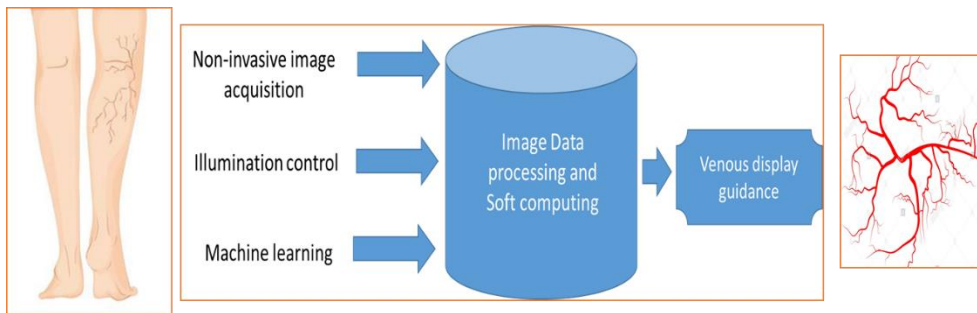 Non-invasive image
acquisition
Illumination control
Machine learning
Image Data
processing and
Soft computing
Venous display
guidance